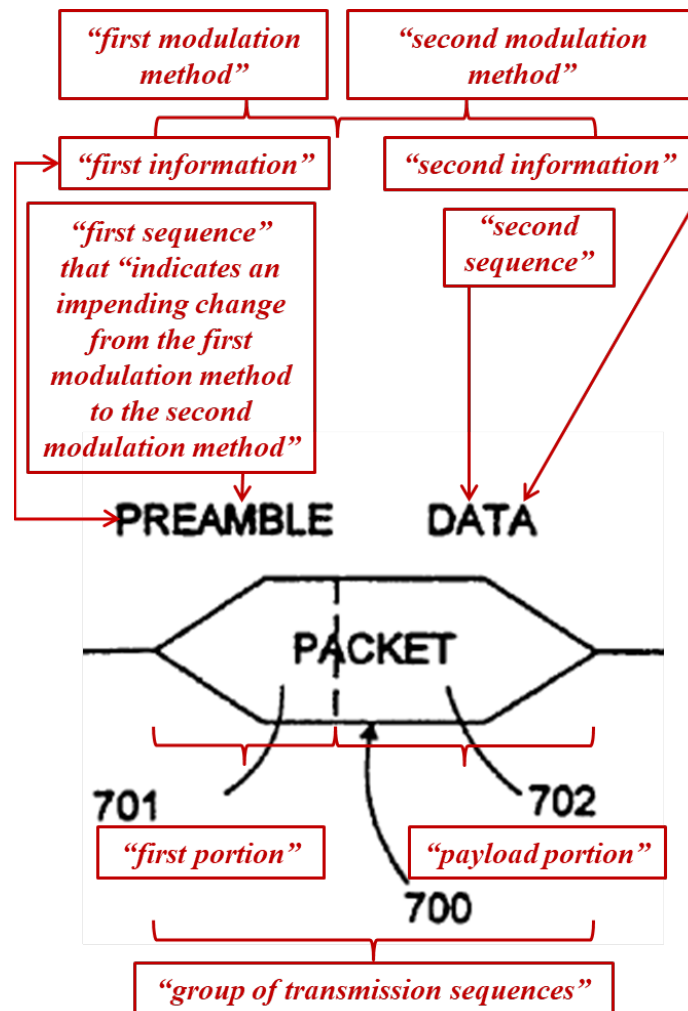 “first modulation
method”
“second modulation
method”
“first information”
“second information”
“first sequence”
that “indicates an
impending change
from the first
modulation method
to the second
modulation method”
“second
sequence”
PREAMBLE
DATA
PACKET
701
702
“first portion”
“payload portion”
700
“group of transmission sequences”